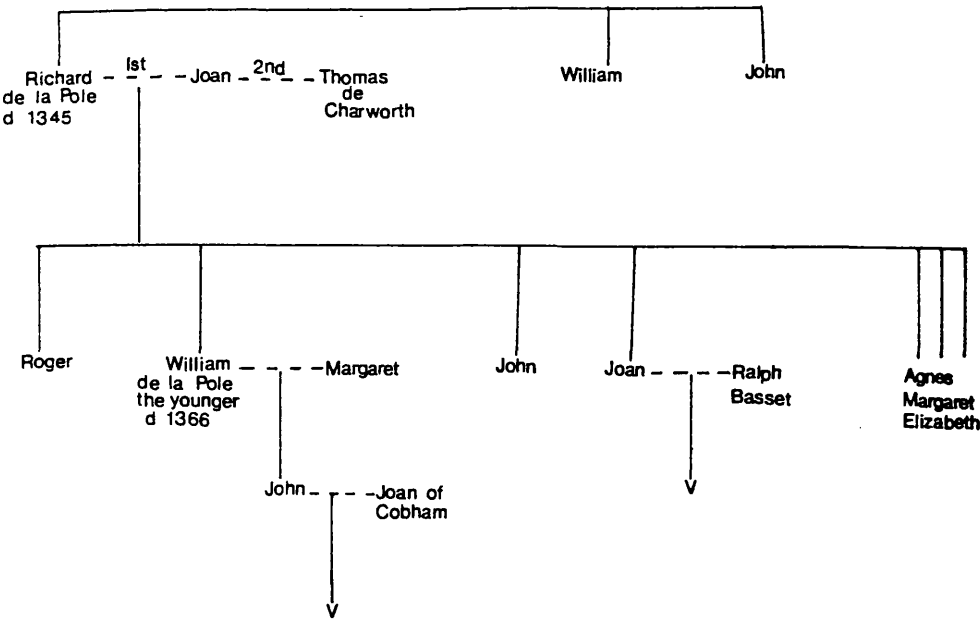 Richard
de la Pole
d 1345
1st
Joan
2nd
Thomas
de
Charworth
William
John
Roger
William
de la Pole
the younger
d 1366
Margaret
John
Joan
Ralph
Basset
Agnes
Margaret
Elizabeth
John
Joan of
Cobham